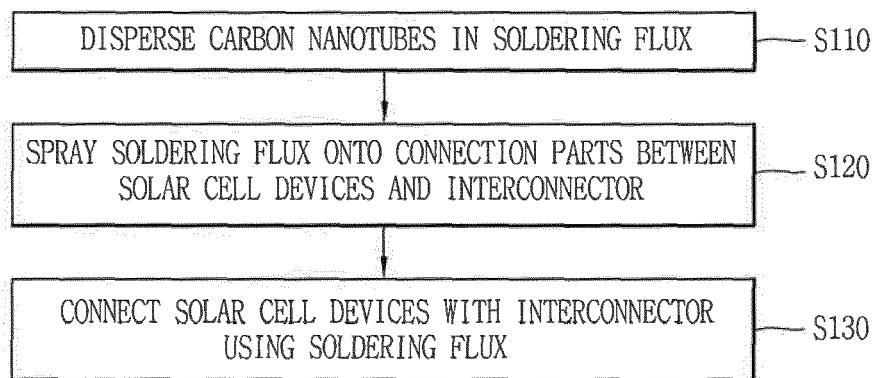 DISPERSE CARBON NANOTUBES IN SOLDERING FLUX
S110
SPRAY SOLDERING FLUX ONTO CONNECTION PARTS BETWEEN
SOLAR CELL DEVICES AND INTERCONNECTOR
S120
CONNECT SOLAR CELL DEVICES WITH INTERCONNECTOR
USING SOLDERING FLUX
S130